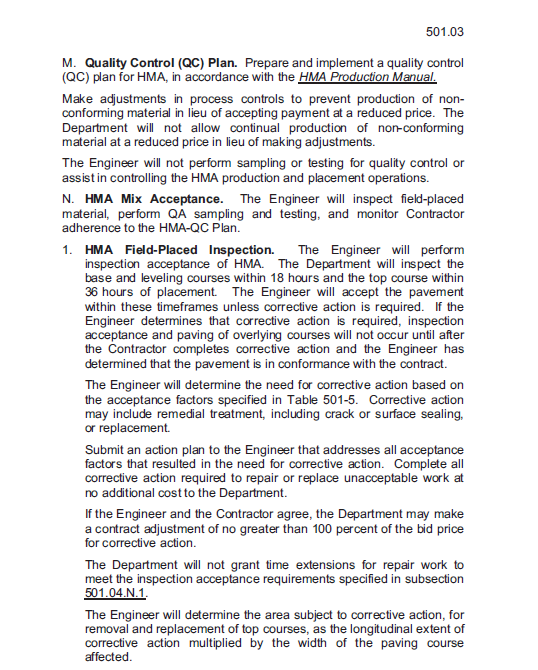 501.03
M. Quality Control (QC) Plan. Prepare and implement a quality control
(QC) plan for HMA, in accordance with the HMA Production Manual.
Make adjustments in process controls to prevent production of non-
conforming material in lieu of accepting payment at a reduced price. The
Department will not allow continual production of non-conforming
material at a reduced price in lieu of making adjustments.
The Engineer will not perform sampling or testing for quality control or
assist in controlling the HMA production and placement operations.
N. HMA Mix Acceptance. The Engineer will inspect field-placed
material, perform QA sampling and testing, and monitor Contractor
adherence to the HMA-QC Plan.
1. HMA Field-Placed Inspection. The Engineer will perform
inspection acceptance of HMA. The Department will inspect the
base and leveling courses within 18 hours and the top course within
36 hours of placement. The Engineer will accept the pavement
within these timeframes unless corrective action is required. If the
Engineer determines that corrective action is required, inspection
acceptance and paving of overlying courses will not occur until after
the Contractor completes corrective action and the Engineer has
determined that the pavement is in conformance with the contract.
The Engineer will determine the need for corrective action based on
the acceptance factors specified in Table 501-5. Corrective action
may include remedial treatment, including crack or surface sealing,
or replacement.
Submit an action plan to the Engineer that addresses all acceptance
factors that resulted in the need for corrective action. Complete all
corrective action required to repair or replace unacceptable work at
no additional cost to the Department.
If the Engineer and the Contractor agree, the Department may make
a contract adjustment of no greater than 100 percent of the bid price
for corrective action.
The Department will not grant time extensions for repair work to
meet the inspection acceptance requirements specified in subsection
501.04.N.1.
The Engineer will determine the area subject to corrective action, for
removal and replacement of top courses, as the longitudinal extent of
corrective action multiplied by the width of the paving course
affected.